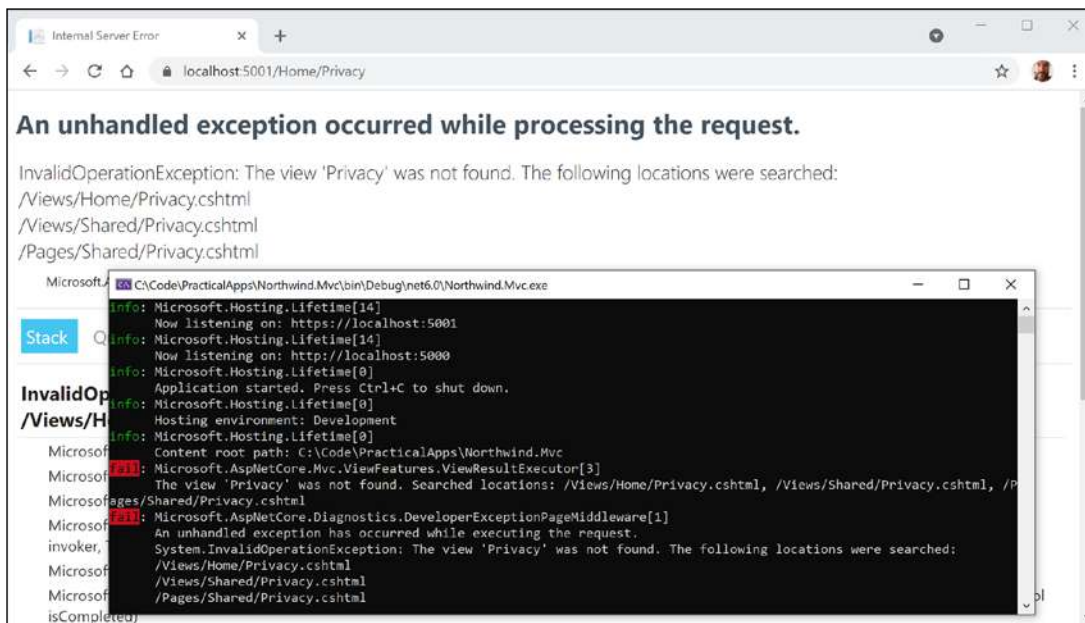 Internal Server Error
localhost:5001/Home/Privacy
An unhandled exception occurred while processing the request.
InvalidOperationException: The view 'Privacy' was not found. The following locations were searched:
/Views/Home/Privacy.cshtml
/Views/Shared/Privacy.cshtml
/Pages/Shared/Privacy.cshtml
Microsoft.A
C:\Code\PracticalApps\Northwind.Mvc\bin\Debug\net6.0\Northwind.Mvc.exe
info: Microsoft.Hosting.Lifetime[14]
Now listening on: https://localhost:5001
info: Microsoft.Hosting.Lifetime[14]
Now listening on: http://localhost:5000
info: Microsoft.Hosting.Lifetime[0]
Application started. Press Ctrl+C to shut down.
info: Microsoft.Hosting.Lifetime[0]
Hosting environment: Development
info: Microsoft.Hosting.Lifetime[0]
Content root path: C:\Code\PracticalApps\Northwind.Mvc
fail: Microsoft.AspNetCore.Mvc.ViewFeatures.ViewResultExecutor[3]
The view 'Privacy' was not found. Searched locations: /Views/Home/Privacy.cshtml, /Views/Shared/Privacy.cshtml, /P
ages/Shared/Privacy.cshtml
fail: Microsoft.AspNetCore.Diagnostics.DeveloperExceptionPageMiddleware[1]
An unhandled exception has occurred while executing the request.
System.InvalidOperationException: The view 'Privacy' was not found. The following locations were searched:
/Views/Home/Privacy.cshtml
/Views/Shared/Privacy.cshtml
/Pages/Shared/Privacy.cshtml
Stack Q
InvalidOp
/Views/H
Microsof
Microsof
Microsof
Microsof
invoker,
Microsof
Microsof
isCompleted)